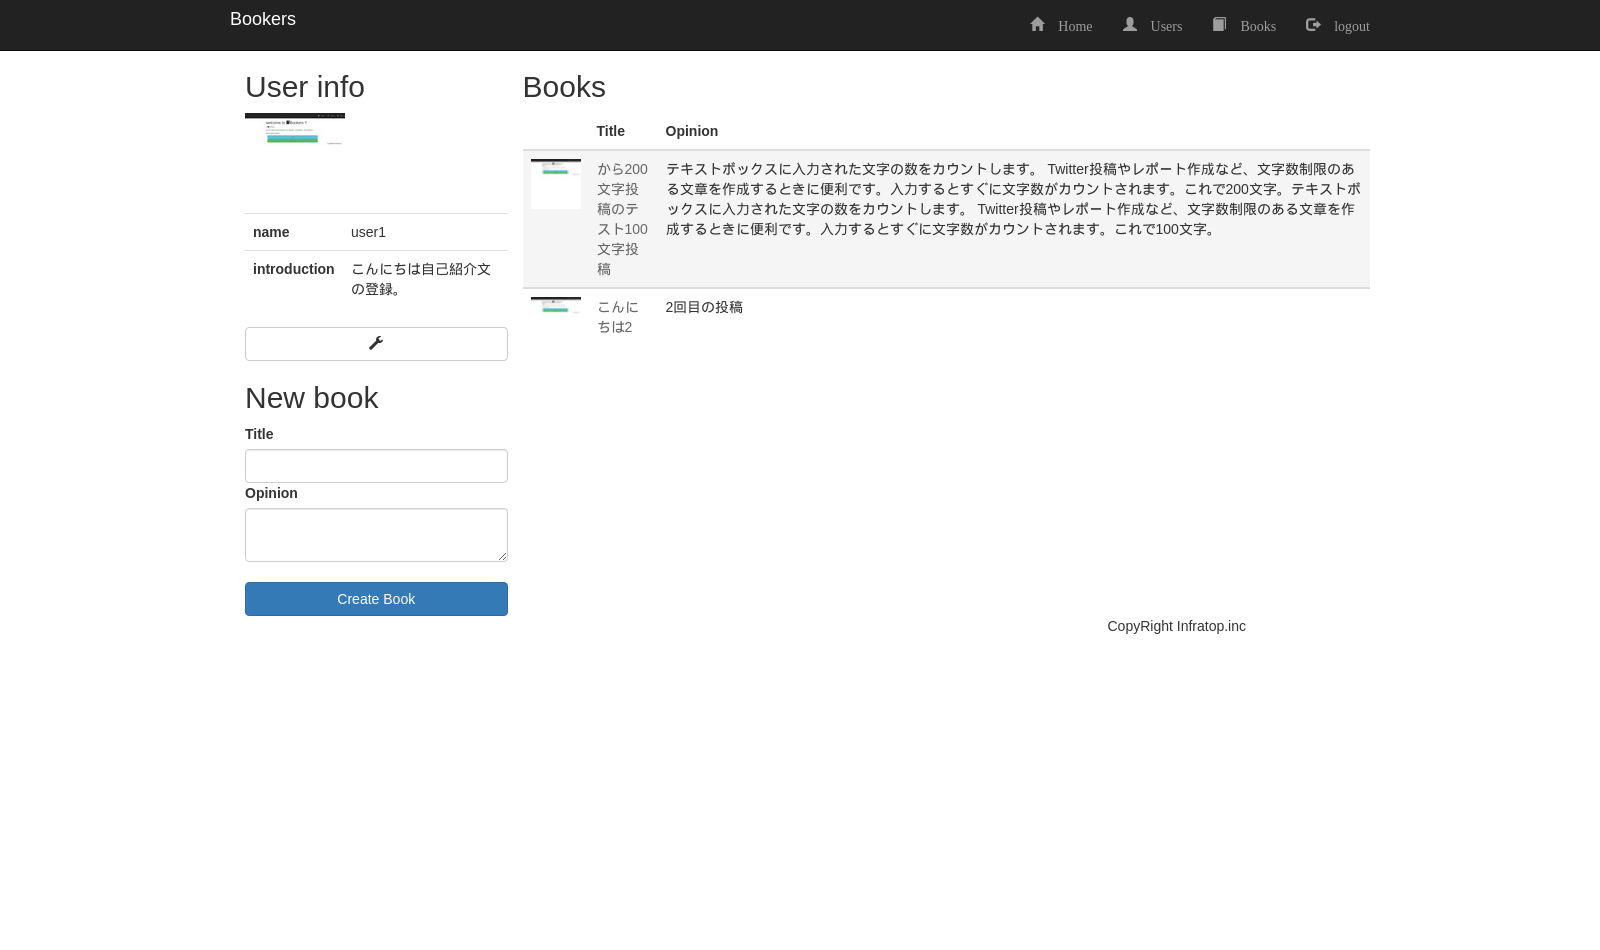 Bookers
Home
Users
Books
logout
User info
name
user1
introduction
こんにちは自己紹介文
の登録。
New book
Title
Opinion
Create Book
Books
Title
Opinion
から200
文字投
稿のテ
スト100
文字投
稿
テキストボックスに入力された文字の数をカウントします。 Twitter投稿やレポート作成など、文字数制限のあ
る文章を作成するときに便利です。入力するとすぐに文字数がカウントされます。これで200文字。テキストボ
ックスに入力された文字の数をカウントします。 Twitter投稿やレポート作成など、文字数制限のある文章を作
成するときに便利です。入力するとすぐに文字数がカウントされます。これで100文字。
こんに
ちは2
2回目の投稿
CopyRight Infratop.inc